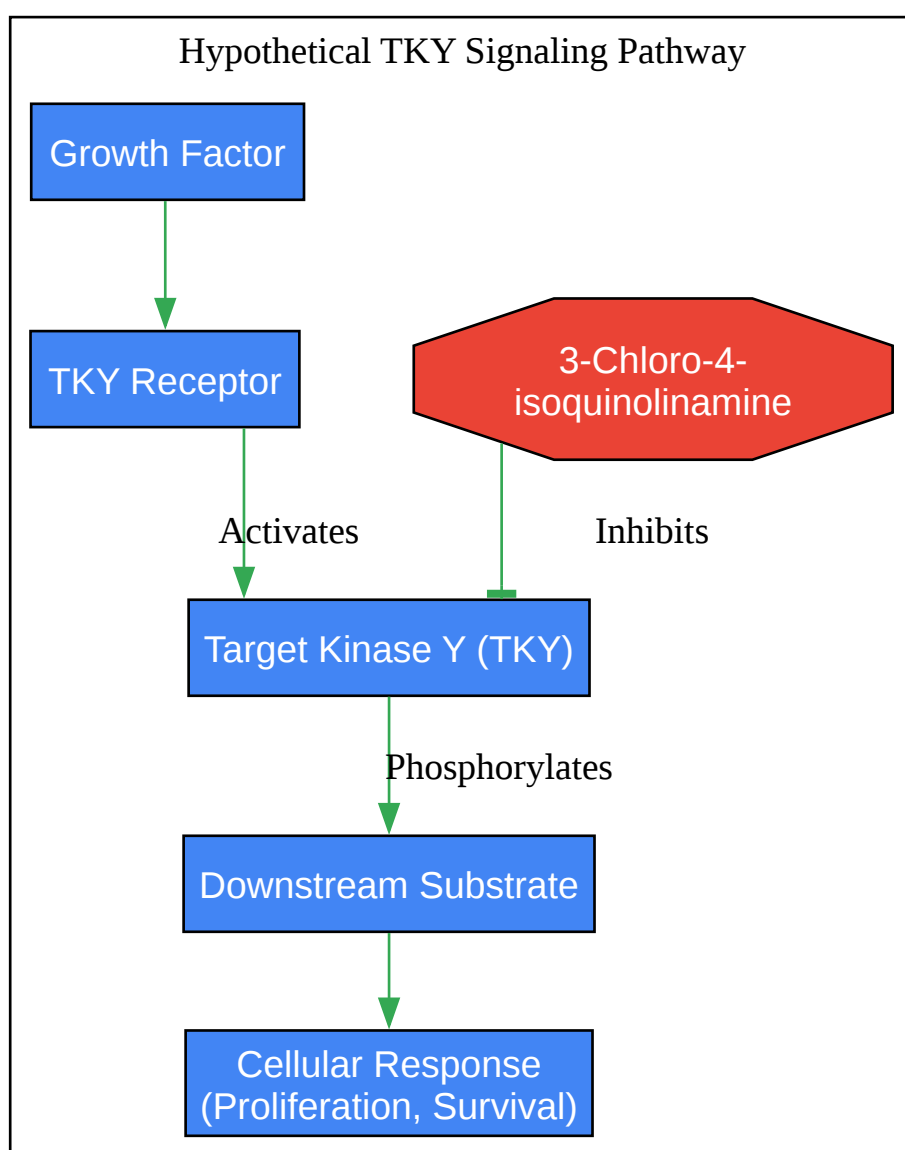 Hypothetical TKY Signaling Pathway
Growth Factor
TKY Receptor
3-Chloro-4-
isoquinolinamine
Activates
Inhibits
Target Kinase Y (TKY)
Phosphorylates
Downstream Substrate
Cellular Response
(Proliferation, Survival)